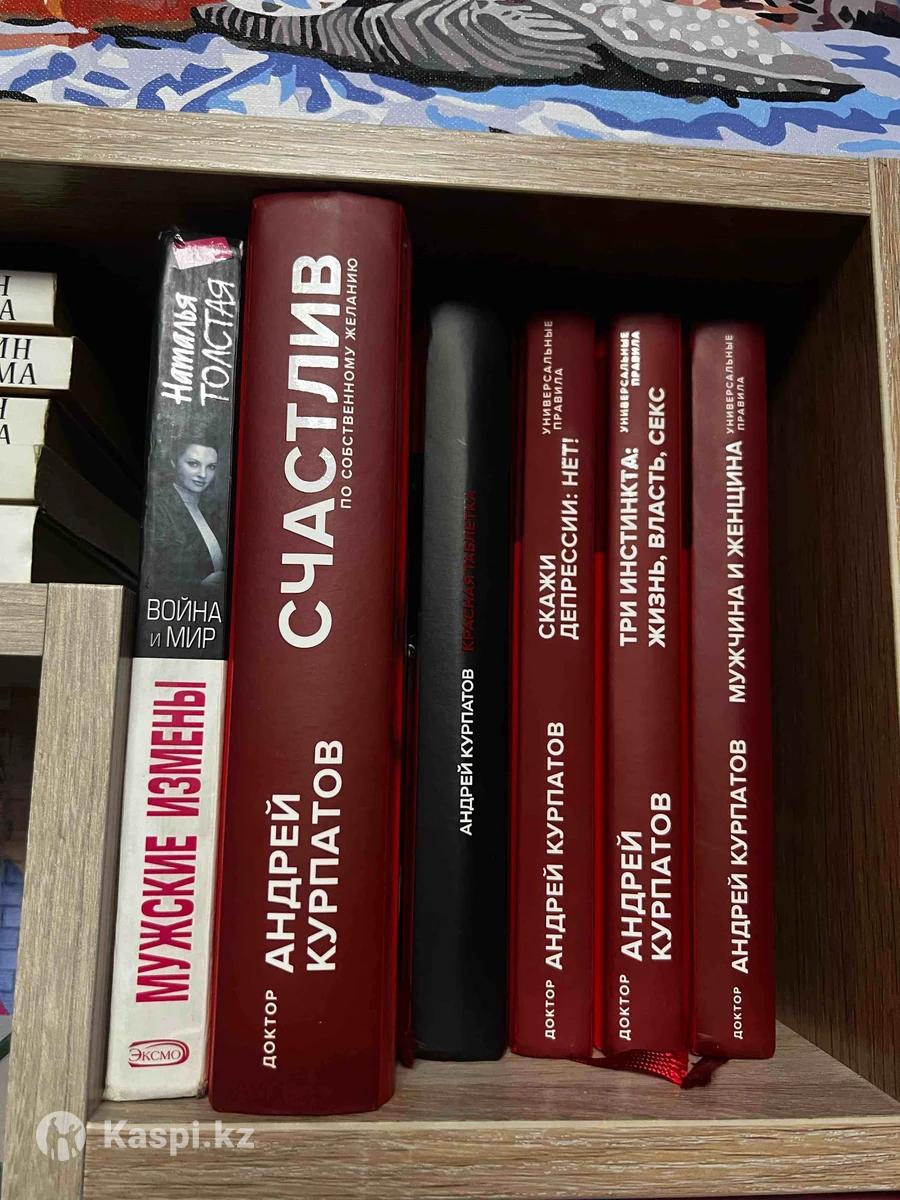 Наталья
ТОЛСТАЯ
ВОЙНА
и МИР
МУЖСКИЕ ИЗМЕНЫ
ЭКСМО
ДОКТОР
АНДРЕЙ
КУРПАТОВ
СЧАСТЛИВ
ПО СОБСТВЕННОМУ ЖЕЛАНИЮ
АНДРЕЙ КУРПАТОВ КРАСНАЯ ТАБЛЕТКА
ДОКТОР АНДРЕЙ КУРПАТОВ
СКАЖИ
ДЕПРЕССИИ: НЕТ!
УНИВЕРСАЛЬНЫЕ
ПРАВИЛА
ДОКТОР
АНДРЕЙ
КУРПАТОВ
ТРИ ИНСТИНКТА:
ЖИЗНЬ, ВЛАСТЬ, СЕКС
УНИВЕРСАЛЬНЫЕ
ПРАВИЛА
ДОКТОР АНДРЕЙ КУРПАТОВ
МУЖЧИНА И ЖЕНЩИНА
УНИВЕРСАЛЬНЫЕ
ПРАВИЛА
Kaspi.kz